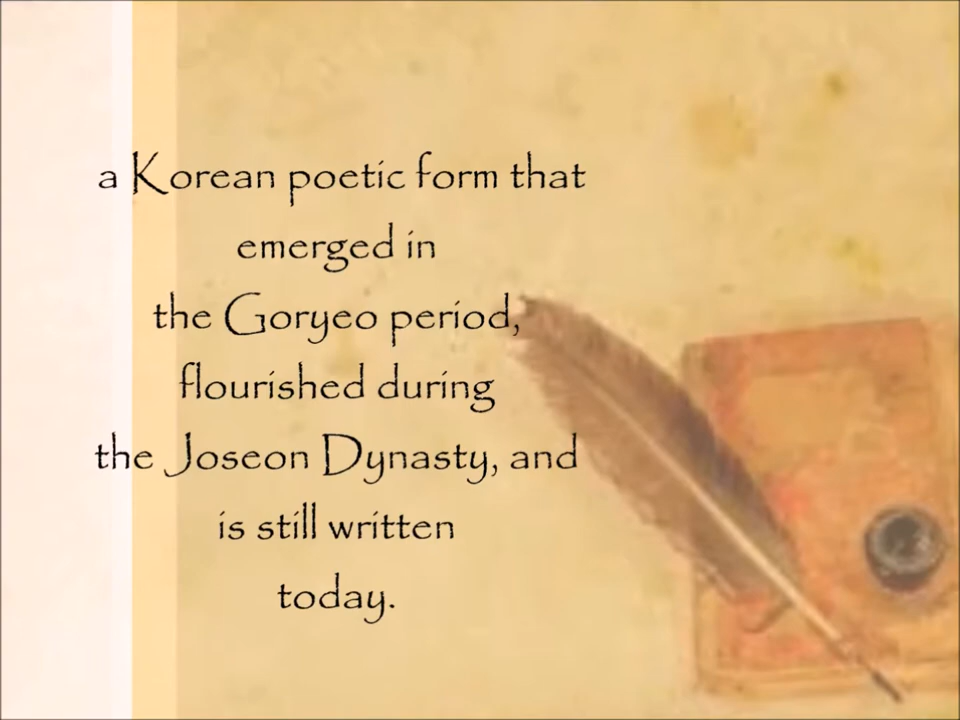 a Korean poetic form that
emerged in
the Goryeo period,
flourished during
the Joseon Dynasty, and
is still written
today.